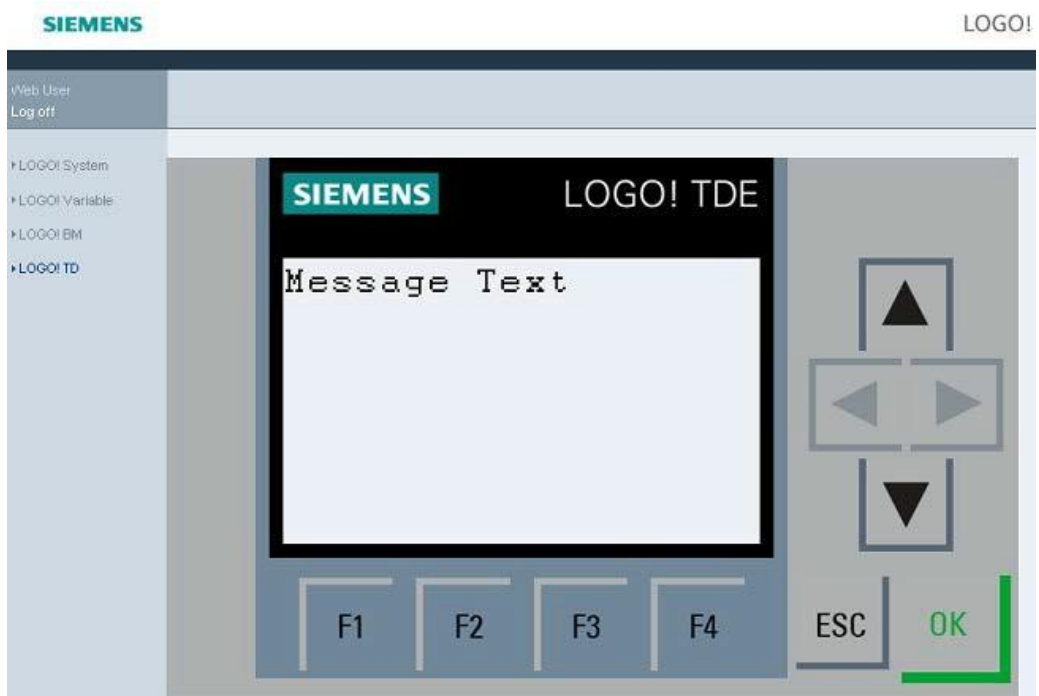 SIEMENS LOGO!
Web User
Log off
LOGO! System
LOGO! Variable
LOGO! BM
LOGO! TD
SIEMENS LOGO! TDE
Message Text
F1 F2 F3 F4 ESC OK